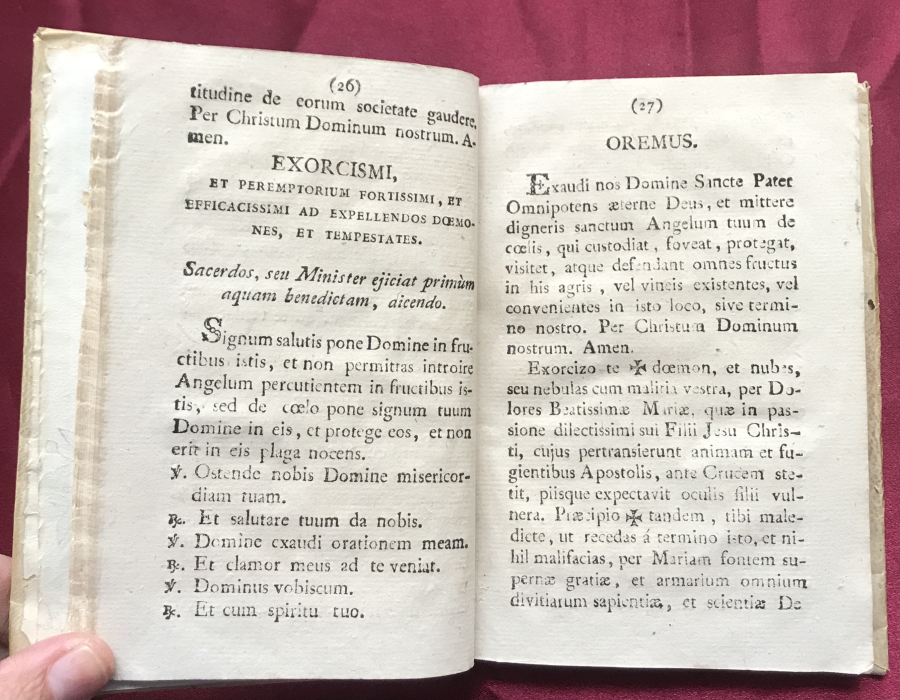 (26)
titudine de eorum societate gaudere.
Per Christum Dominum nostrum. A-
men.
EXORCISMI,
ET PEREMPTORIUM FORTISSIMI, ET
EFFICACISSIMI AD EXPELLENDOS DŒMO-
NES, ET TEMPESTATES.
Sacerdos, seu Minister ejiciat primùm
aquam benedictam, dicendo.
Signum salutis pone Domine in fru-
ctibus istis, et non permitras introire
Angelum percutientem in fructibus is-
tis, sed de cœlo pone signum tuum
Domine in eis, et protege eos, et non
erit in eis plaga nocens.
℣. Ostende nobis Domine misericor-
diam tuam.
℟. Et salutare tuum da nobis.
℣. Domine exaudi orationem meam.
℟. Et clamor meus ad te veniat.
℣. Dominus vobiscum.
℟. Et cum spiritu tuo.
(27)
OREMUS.
Exaudi nos Domine Sancte Pater
Omnipotens æterne Deus, et mittere
digneris sanctum Angelum tuum de
cœlis, qui custodiat, foveat, protegat,
visitet, atque defendant omnes fructus
in his agris, vel vineis existentes, vel
convenientes in isto loco, sive termi-
no nostro. Per Christum Dominum
nostrum. Amen.
Exorcizo te ✠ dœmon, et nubes,
seu nebulas cum malitia vestra, per Do-
lores Beatissimæ Mariæ, quæ in pas-
sione dilectissimi sui Filii Jesu Chris-
ti, cujus pertransierunt animam et fu-
gientibus Apostolis, ante Crucem ste-
tit, piisque expectavit oculis filii vul-
nera. Præcipio ✠ tandem, tibi male-
dicte, ut recedas á termino isto, et ni-
hil malifacias, per Mariam fontem su-
pernæ gratiæ, et armarium omnium
divitiarum sapientiæ, et scientiæ De